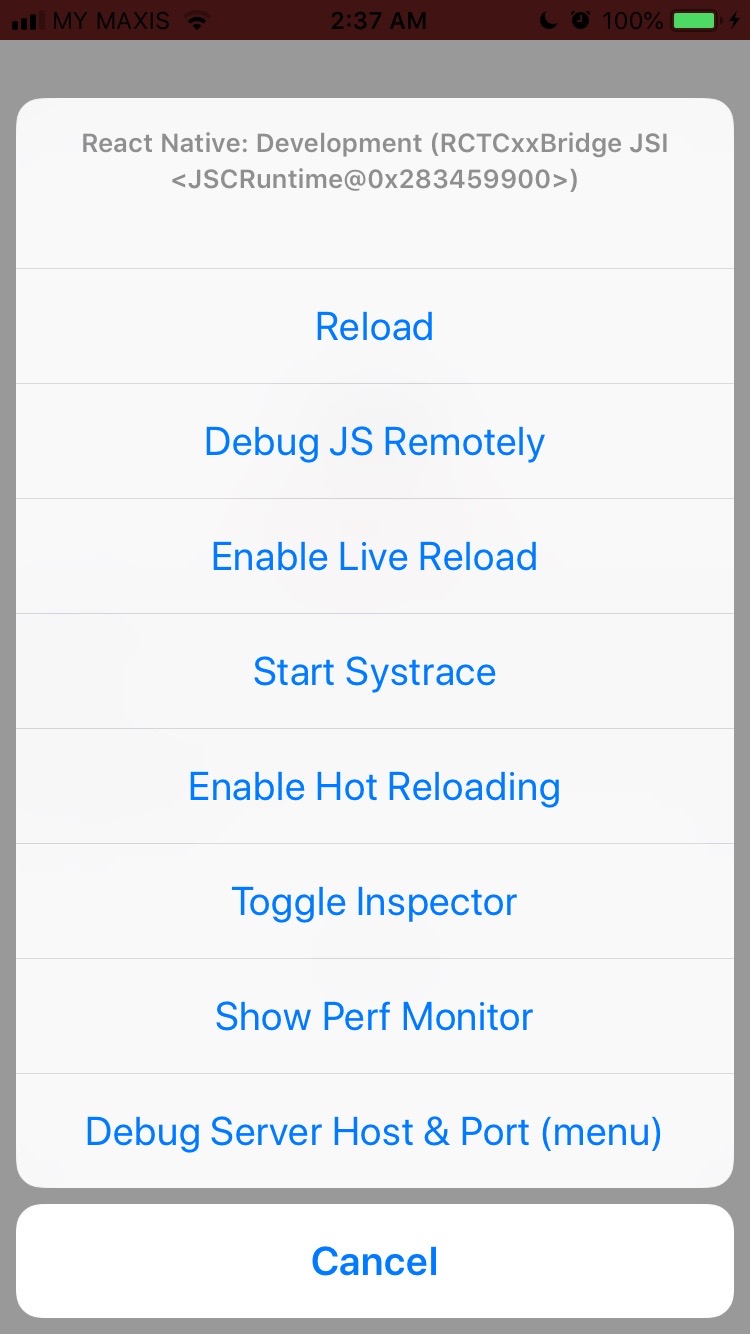 MY MAXIS 2:37 AM 100%
React Native: Development (RCTCxxBridge JSI
<JSCRuntime@0x283459900>)
Reload
Debug JS Remotely
Enable Live Reload
Start Systrace
Enable Hot Reloading
Toggle Inspector
Show Perf Monitor
Debug Server Host & Port (menu)
Cancel